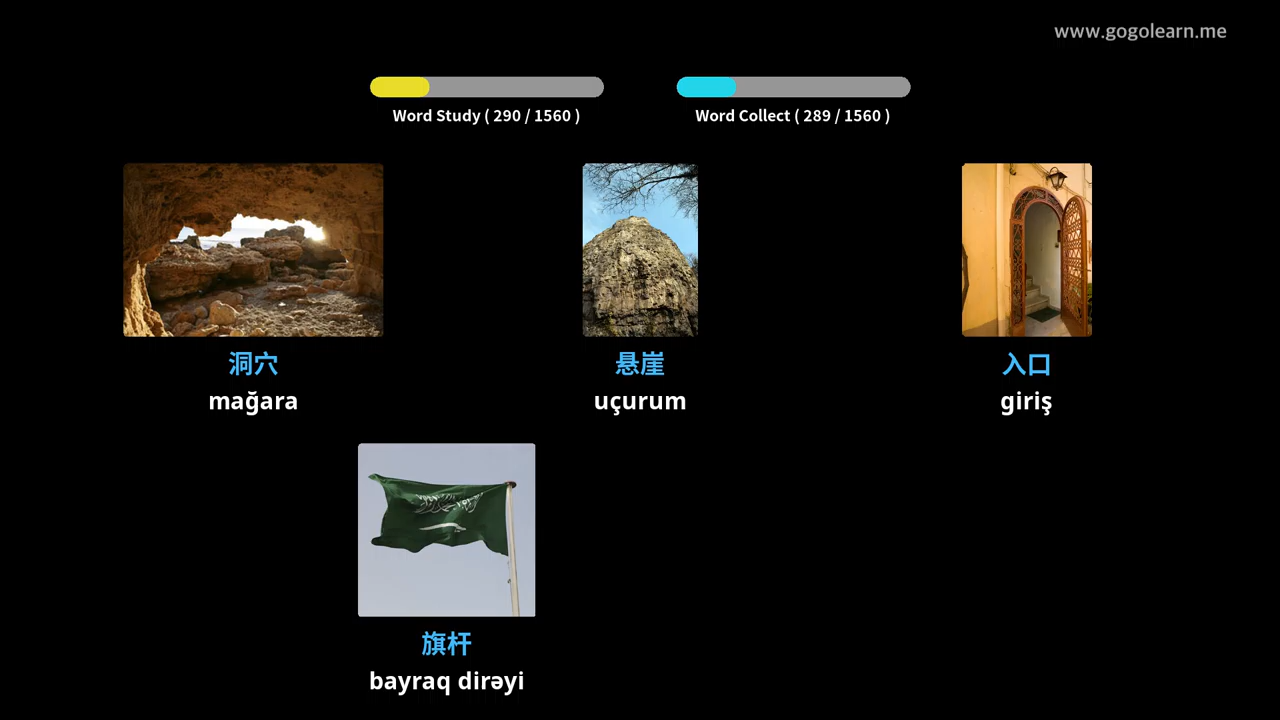 www.gogolearn.me
Word Study ( 290 / 1560 )
Word Collect ( 289 / 1560 )
洞穴
mağara
悬崖
uçurum
入口
giriş
旗杆
bayraq dirəyi